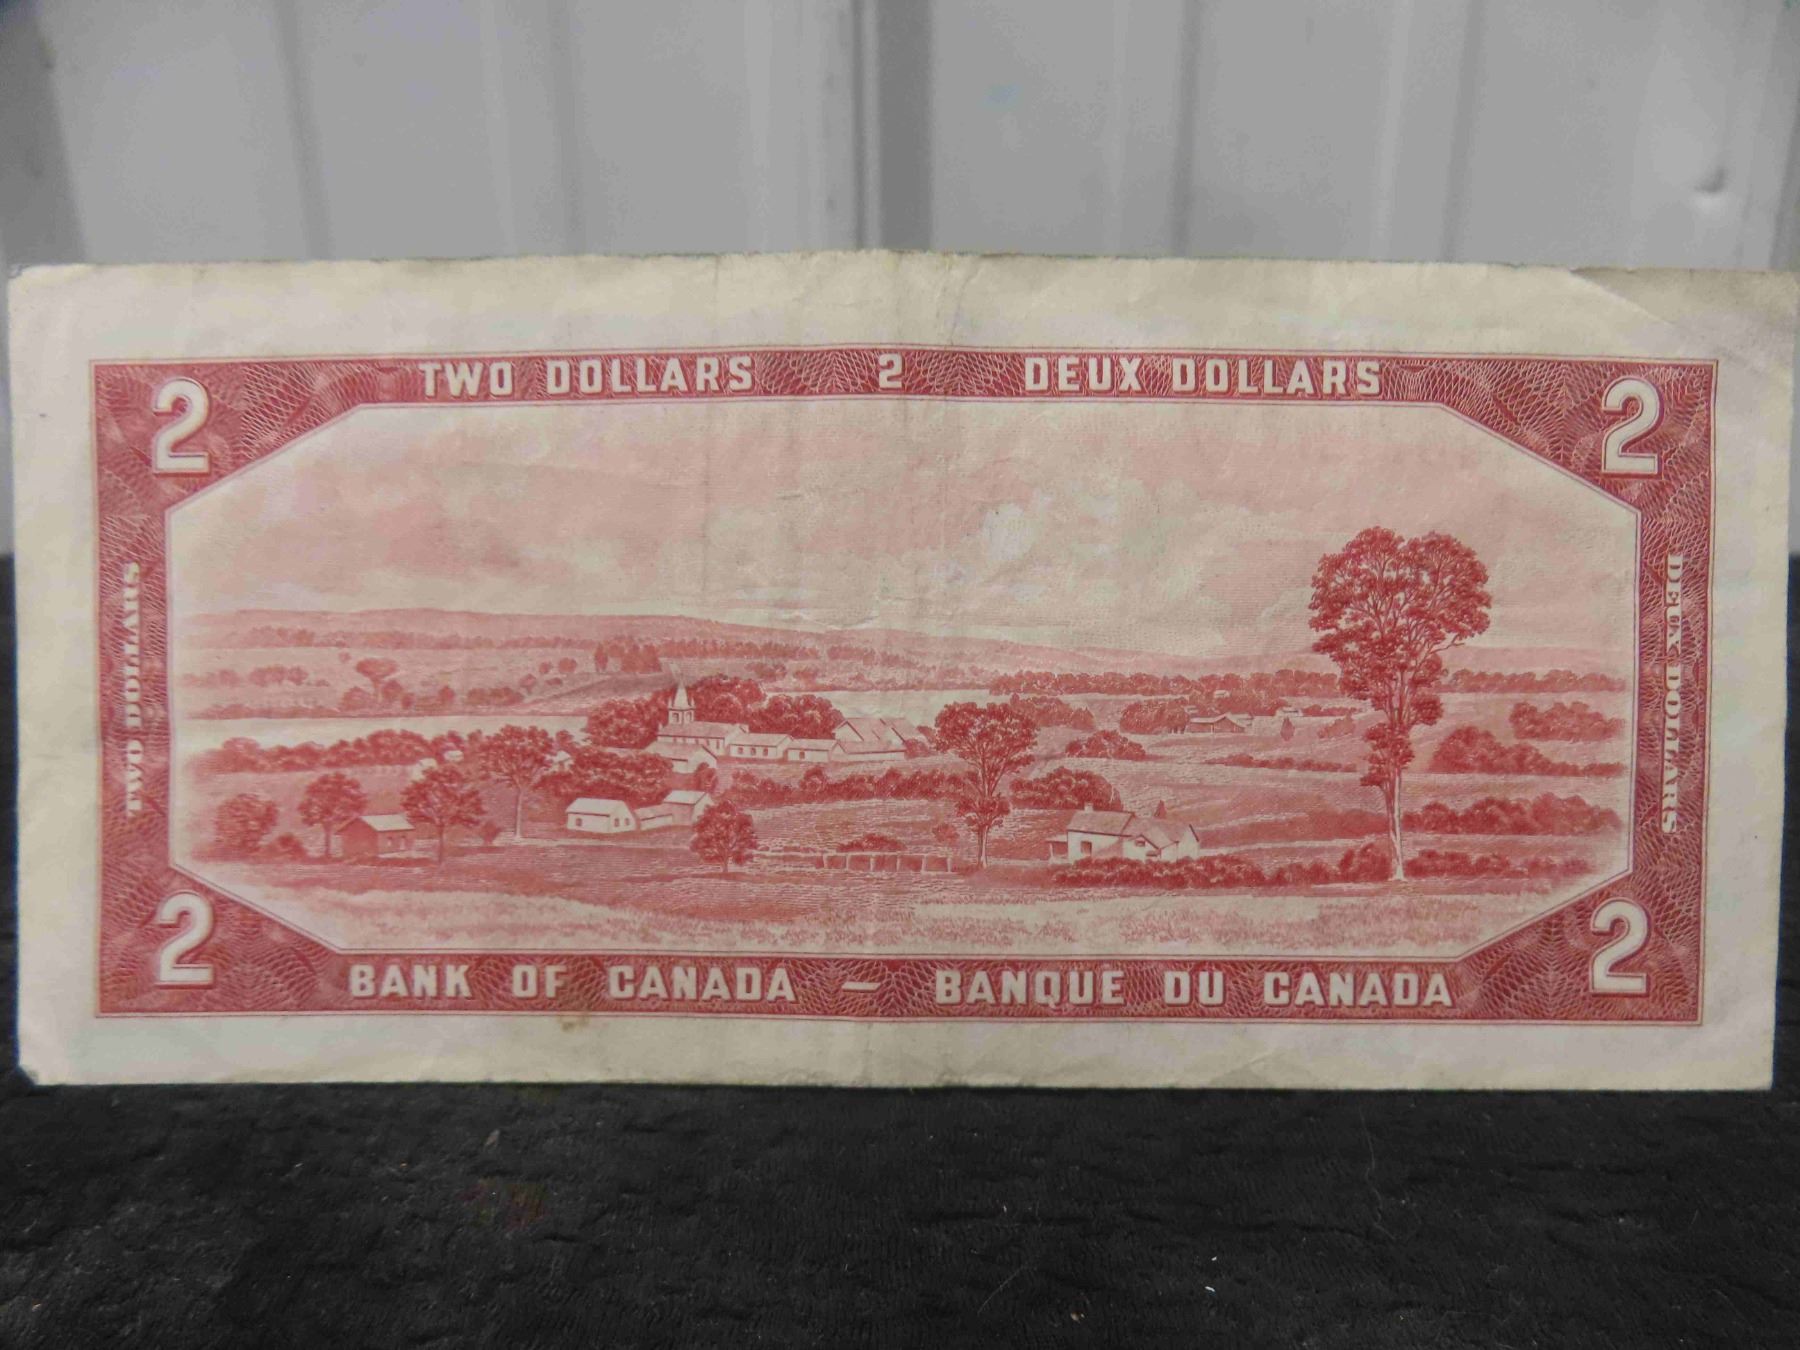 TWO DOLLARS 2 DEUX DOLLARS
2 2
TWO DOLLARS
DEUX DOLLARS
2 2
BANK OF CANADA – BANQUE DU CANADA